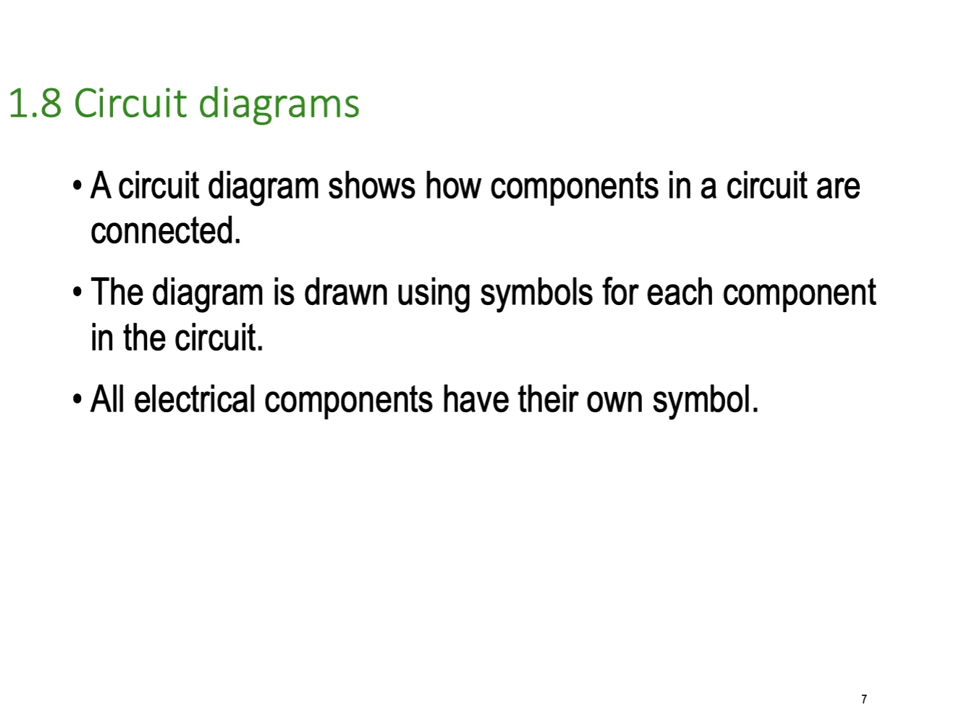 1.8 Circuit diagrams
• A circuit diagram shows how components in a circuit are
connected.
• The diagram is drawn using symbols for each component
in the circuit.
• All electrical components have their own symbol.
7